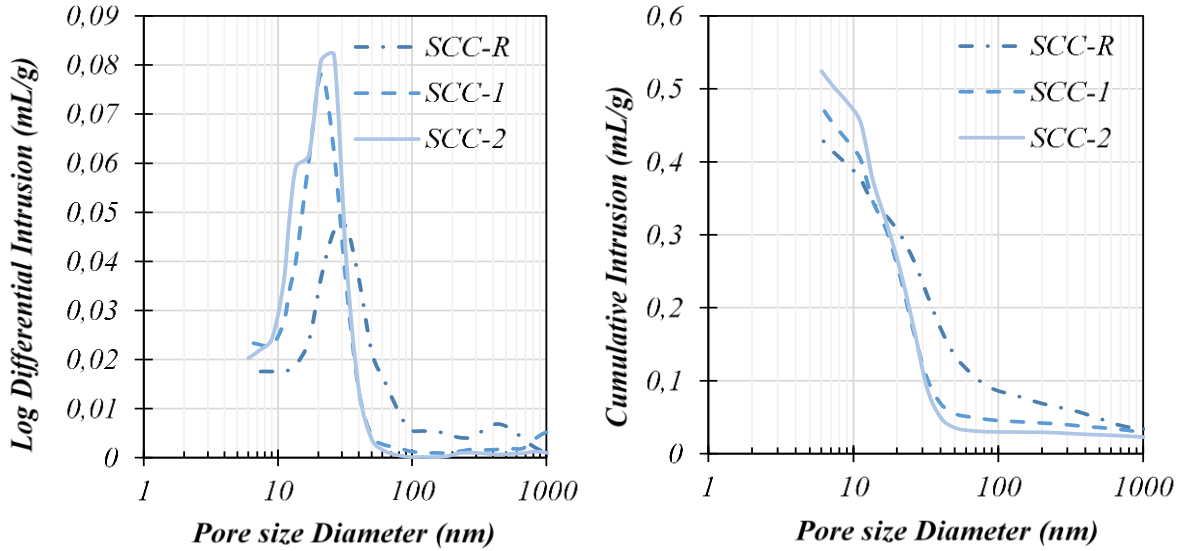 Log Differential Intrusion (mL/g)
0,09
0,08
0,07
0,06
0,05
0,04
0,03
0,02
0,01
0
1
10
100
1000
Pore size Diameter (nm)
SCC-R
SCC-1
SCC-2
Cumulative Intrusion (mL/g)
0,6
0,5
0,4
0,3
0,2
0,1
0
1
10
100
1000
Pore size Diameter (nm)
SCC-R
SCC-1
SCC-2